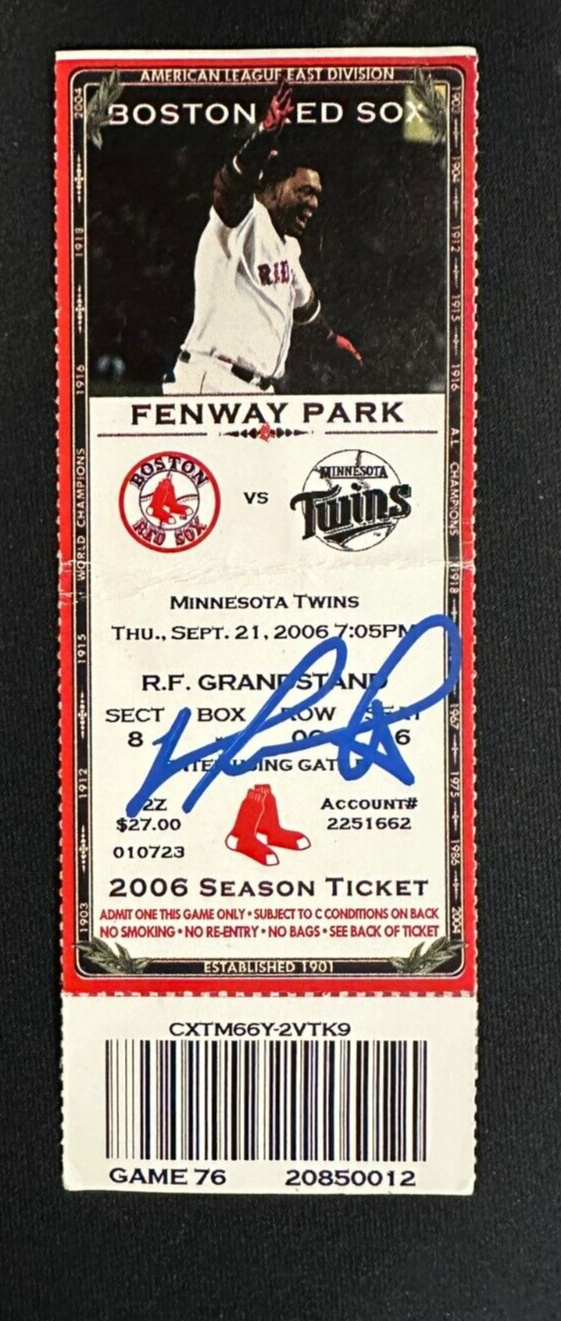 AMERICAN LEAGUE EAST DIVISION
BOSTON RED SOX
FENWAY PARK
BOSTON
RED SOX
VS
MINNESOTA
Twins
MINNESOTA TWINS
THU., SEPT. 21, 2006 7:05PM
R.F. GRANDSTAND
SECT BOX ROW SEAT
8 6
GATE
2Z
$27.00
010723
ACCOUNT#
2251662
2006 SEASON TICKET
ADMIT ONE THIS GAME ONLY • SUBJECT TO C CONDITIONS ON BACK
NO SMOKING • NO RE-ENTRY • NO BAGS • SEE BACK OF TICKET
ESTABLISHED 1901
1903 1912 1915 WORLD CHAMPIONS 1916 1918 2004
1903 1904 1912 1915 1916 A.L. CHAMPIONS 1918 1967 1975 1986 2004
CXTM66Y-2VTK9
GAME 76 20850012